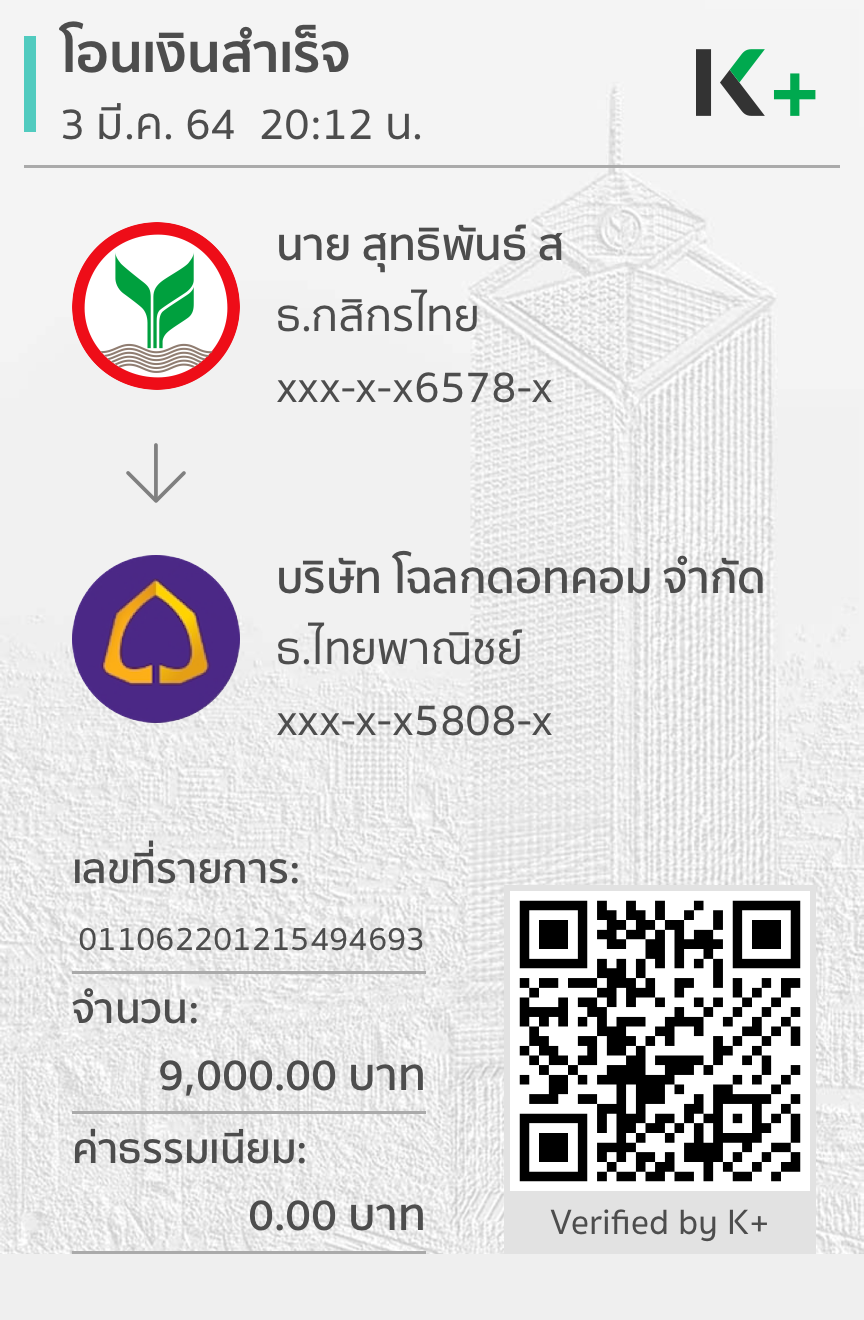 โอนเงินสำเร็จ
3 มี.ค. 64 20:12 น.
K+
นาย สุทธิพันธ์ ส
ธ.กสิกรไทย
xxx-x-x6578-x
บริษัท โฉลกดอทคอม จำกัด
ธ.ไทยพาณิชย์
xxx-x-x5808-x
เลขที่รายการ:
011062201215494693
จำนวน:
9,000.00 บาท
ค่าธรรมเนียม:
0.00 บาท
Verified by K+